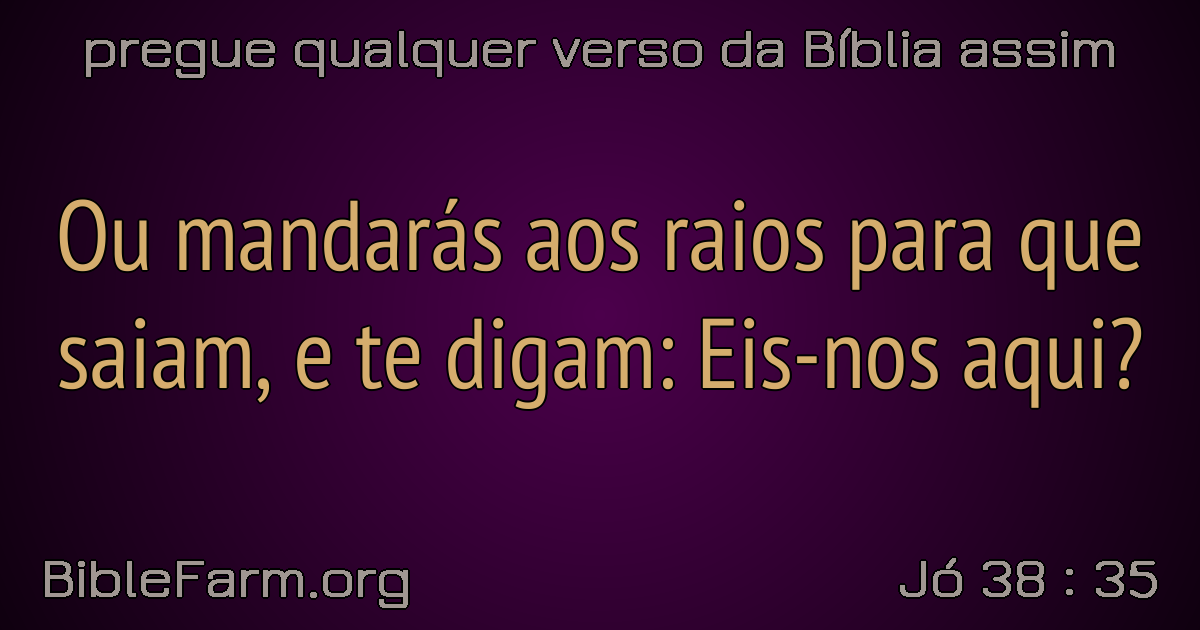 pregue qualquer verso da Bíblia assim
Ou mandarás aos raios para que
saiam, e te digam: Eis-nos aqui?
BibleFarm.org
Jó 38 : 35